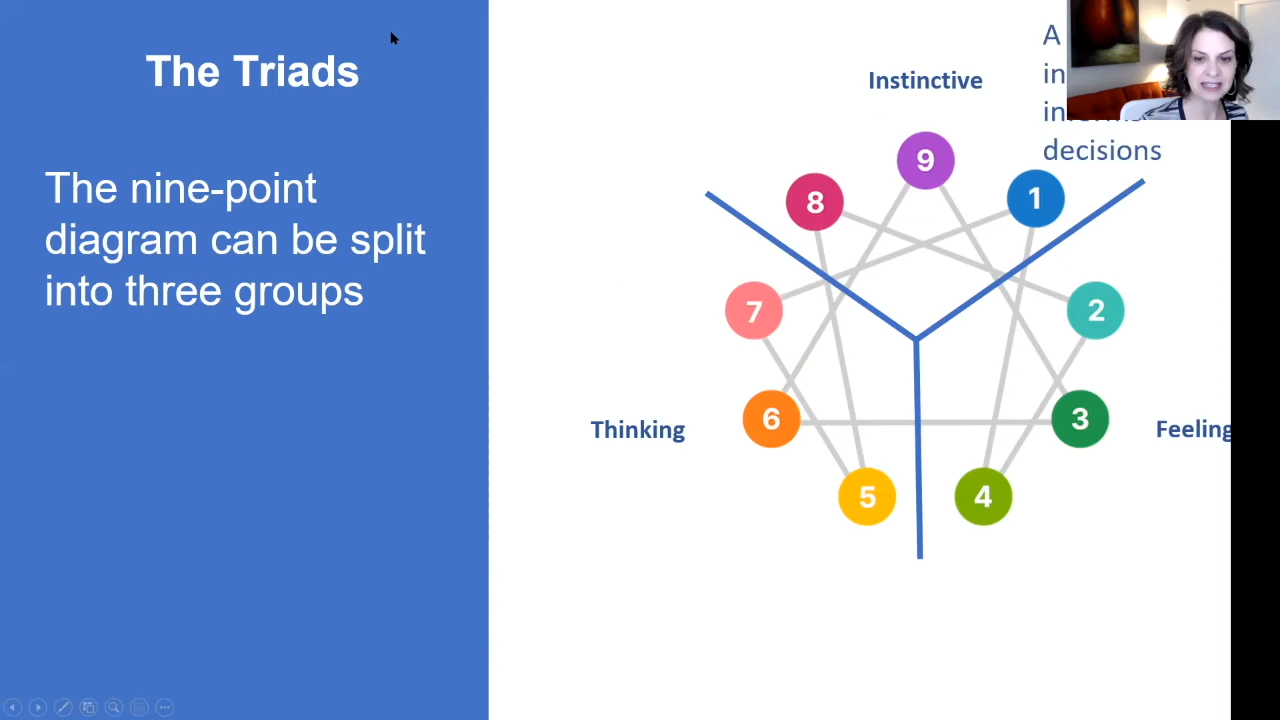 The Triads
The nine-point
diagram can be split
into three groups
Instinctive
A
in
decisions
9
8
1
7
2
6
3
5
4
Thinking
Feeling